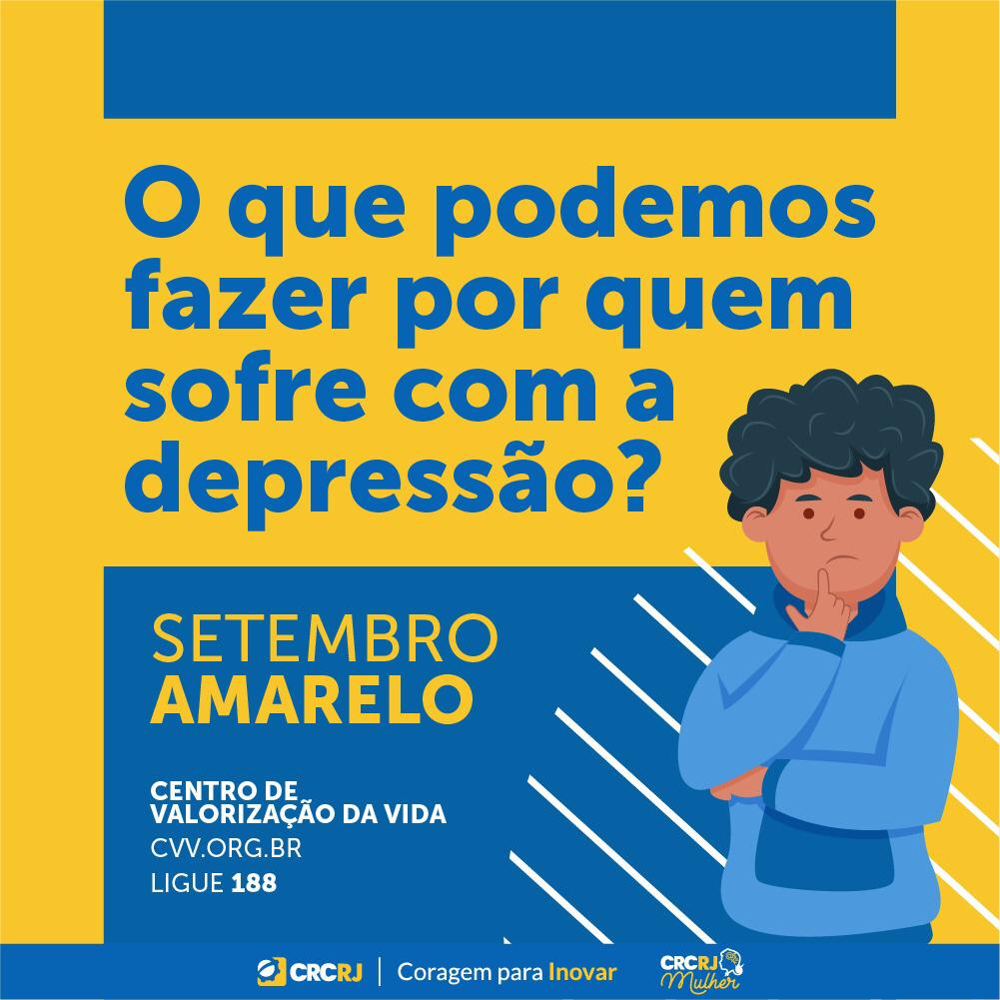 O que podemos
fazer por quem
sofre com a
depressão?
SETEMBRO
AMARELO
CENTRO DE
VALORIZAÇÃO DA VIDA
CVV.ORG.BR
LIGUE 188
CRCRJ | Coragem para Inovar
CRCRJ
Mulher